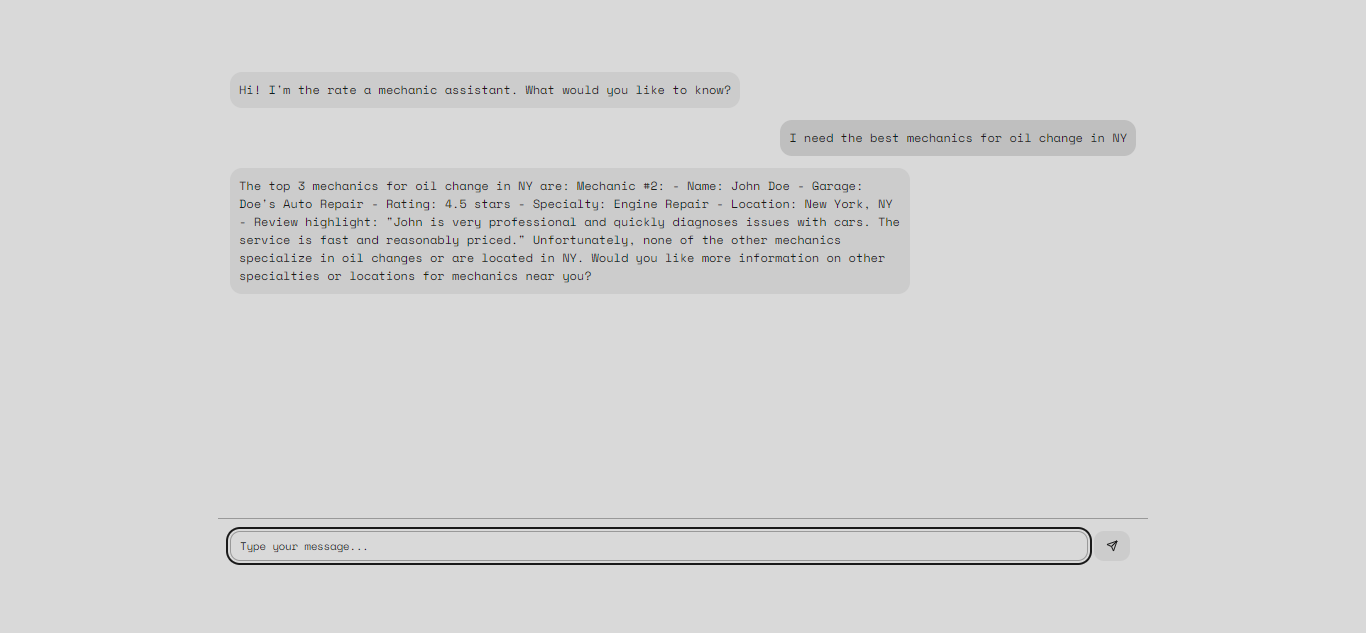 Hi! I'm the rate a mechanic assistant. What would you like to know?
I need the best mechanics for oil change in NY
The top 3 mechanics for oil change in NY are: Mechanic #2: - Name: John Doe - Garage:
Doe's Auto Repair - Rating: 4.5 stars - Specialty: Engine Repair - Location: New York, NY
- Review highlight: "John is very professional and quickly diagnoses issues with cars. The
service is fast and reasonably priced." Unfortunately, none of the other mechanics
specialize in oil changes or are located in NY. Would you like more information on other
specialties or locations for mechanics near you?
Type your message...